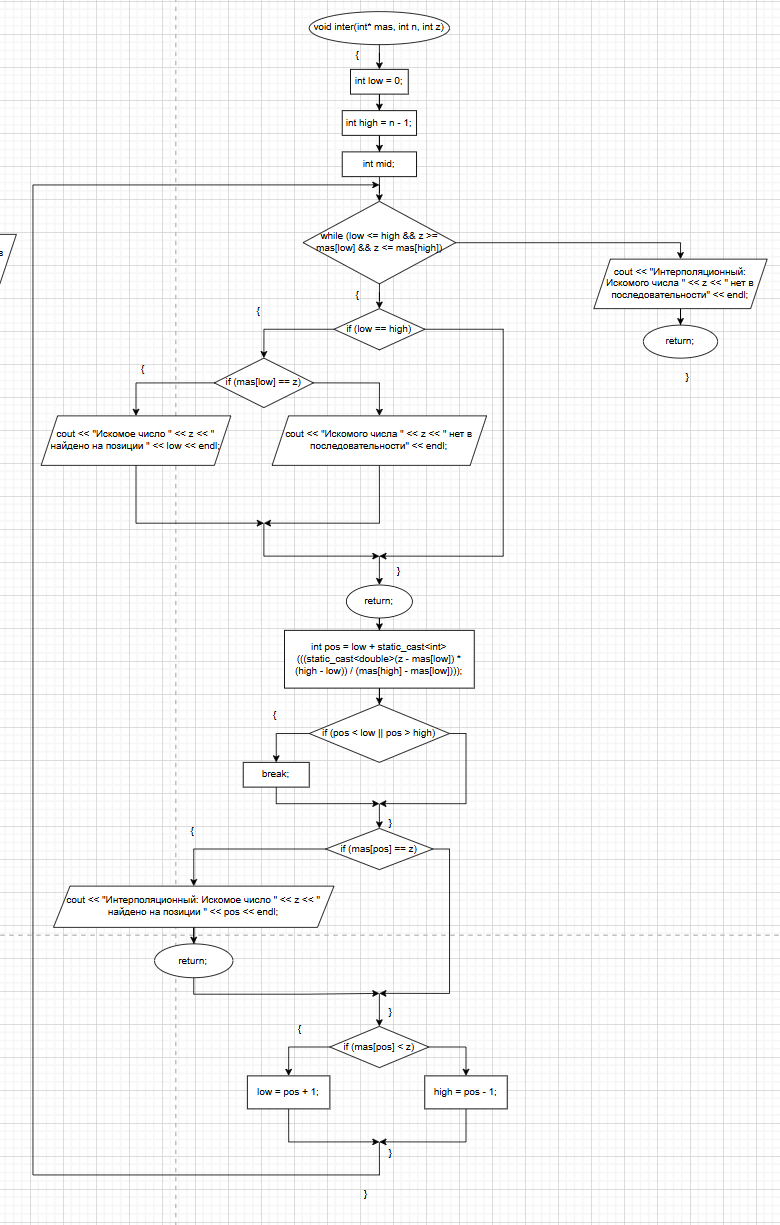 void inter(int* mas, int n, int z)
{
int low = 0;
int high = n - 1;
int mid;
while (low <= high && z >=
mas[low] && z <= mas[high])
cout << "Интерполяционный:
Искомого числа " << z << " нет в
последовательности" << endl;
return;
}
{
if (low == high)
{
if (mas[low] == z)
{
cout << "Искомое число " << z << "
найдено на позиции " << low << endl;
cout << "Искомого числа " << z << " нет в
последовательности" << endl;
}
return;
int pos = low + static_cast<int>
(((static_cast<double>(z - mas[low]) *
(high - low)) / (mas[high] - mas[low])));
{
if (pos < low || pos > high)
break;
}
{
if (mas[pos] == z)
cout << "Интерполяционный: Искомое число " << z << "
найдено на позиции " << pos << endl;
return;
}
{
if (mas[pos] < z)
low = pos + 1;
high = pos - 1;
}
}